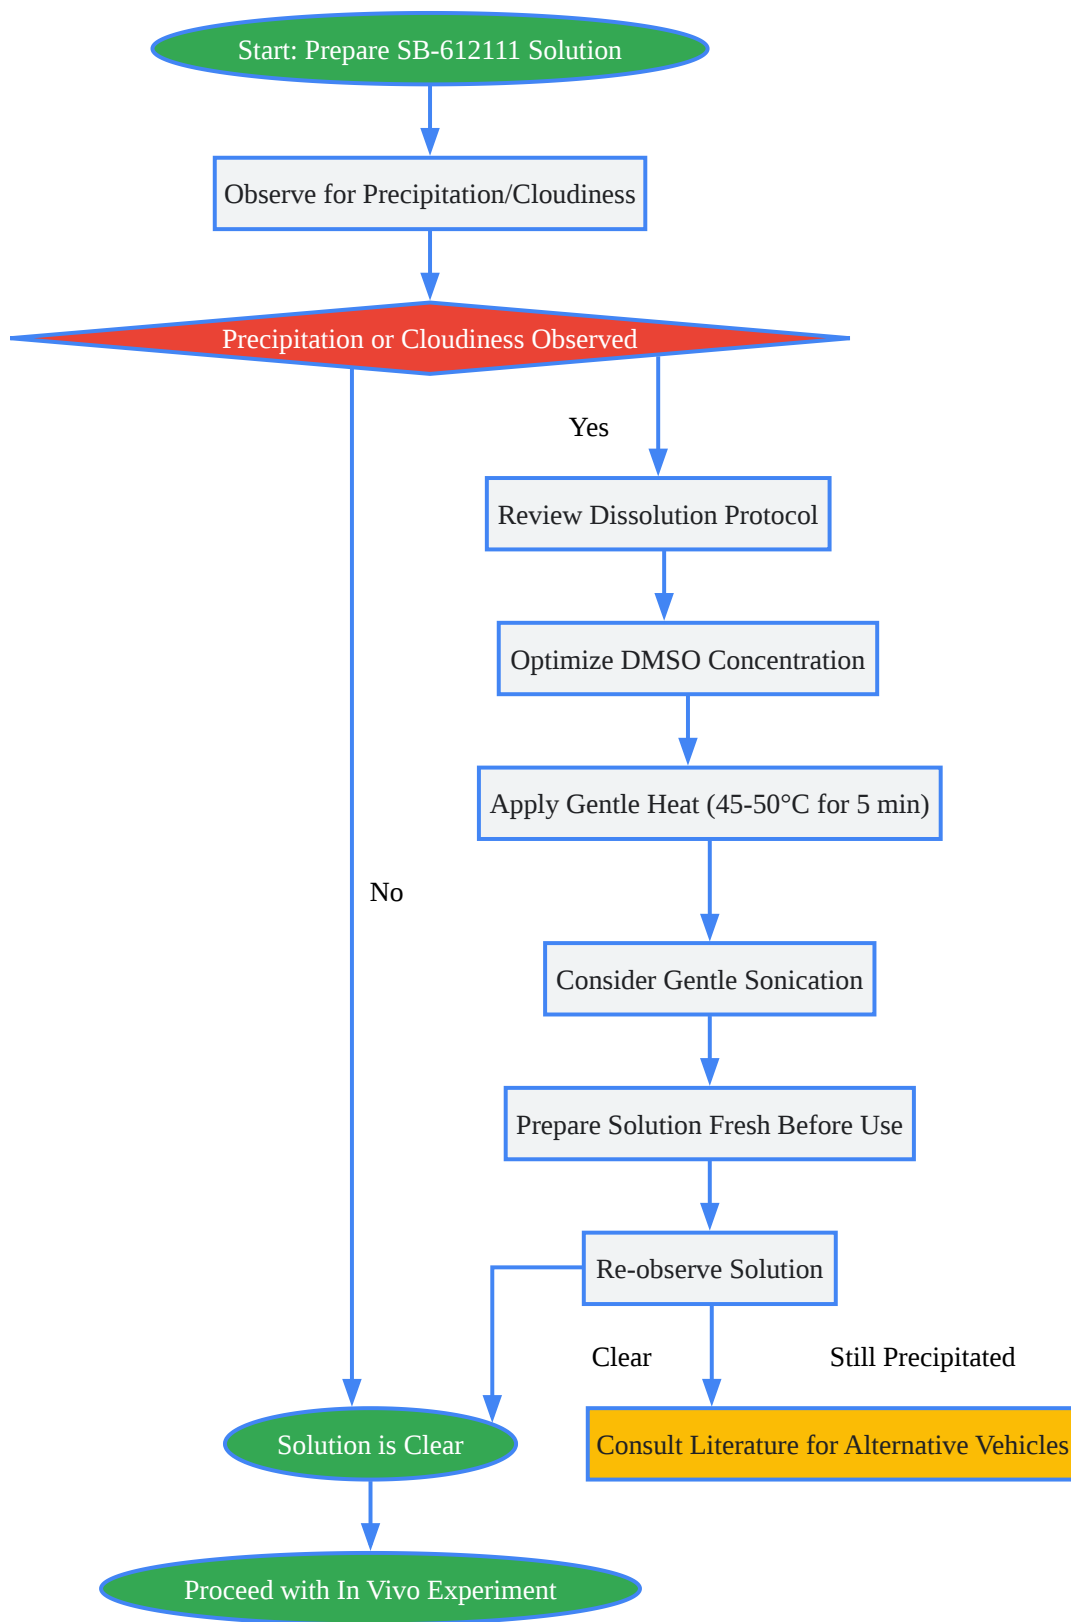 Start: Prepare SB-612111 Solution
Observe for Precipitation/Cloudiness
Precipitation or Cloudiness Observed
Yes
Review Dissolution Protocol
Optimize DMSO Concentration
Apply Gentle Heat (45-50°C for 5 min)
No
Consider Gentle Sonication
Prepare Solution Fresh Before Use
Re-observe Solution
Clear
Still Precipitated
Solution is Clear
Consult Literature for Alternative Vehicles
Proceed with In Vivo Experiment